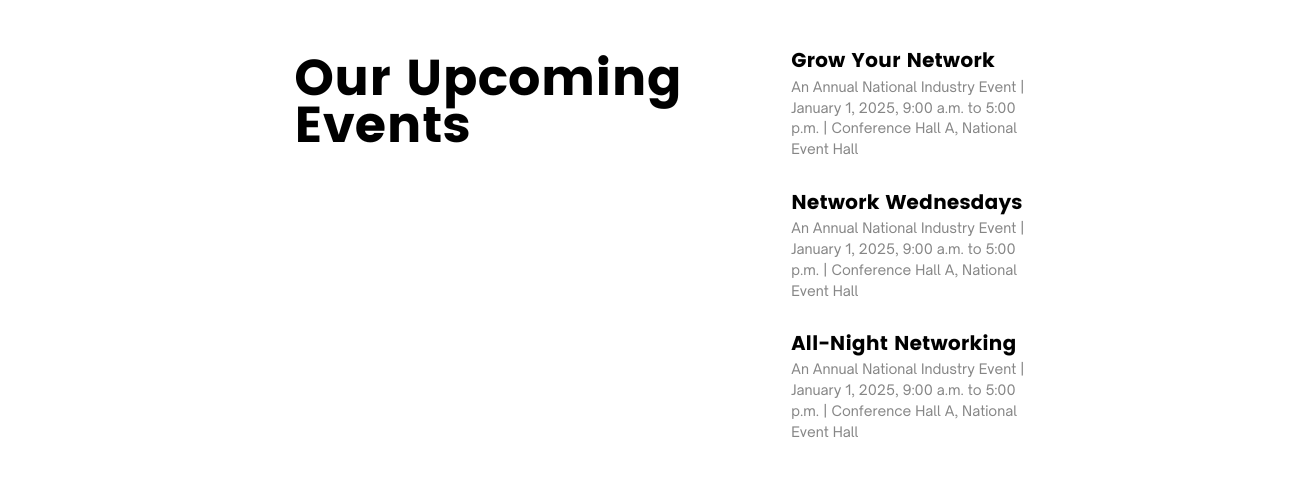 Our Upcoming
Events
Grow Your Network
An Annual National Industry Event |
January 1, 2025, 9:00 a.m. to 5:00
p.m. | Conference Hall A, National
Event Hall
Network Wednesdays
An Annual National Industry Event |
January 1, 2025, 9:00 a.m. to 5:00
p.m. | Conference Hall A, National
Event Hall
All-Night Networking
An Annual National Industry Event |
January 1, 2025, 9:00 a.m. to 5:00
p.m. | Conference Hall A, National
Event Hall